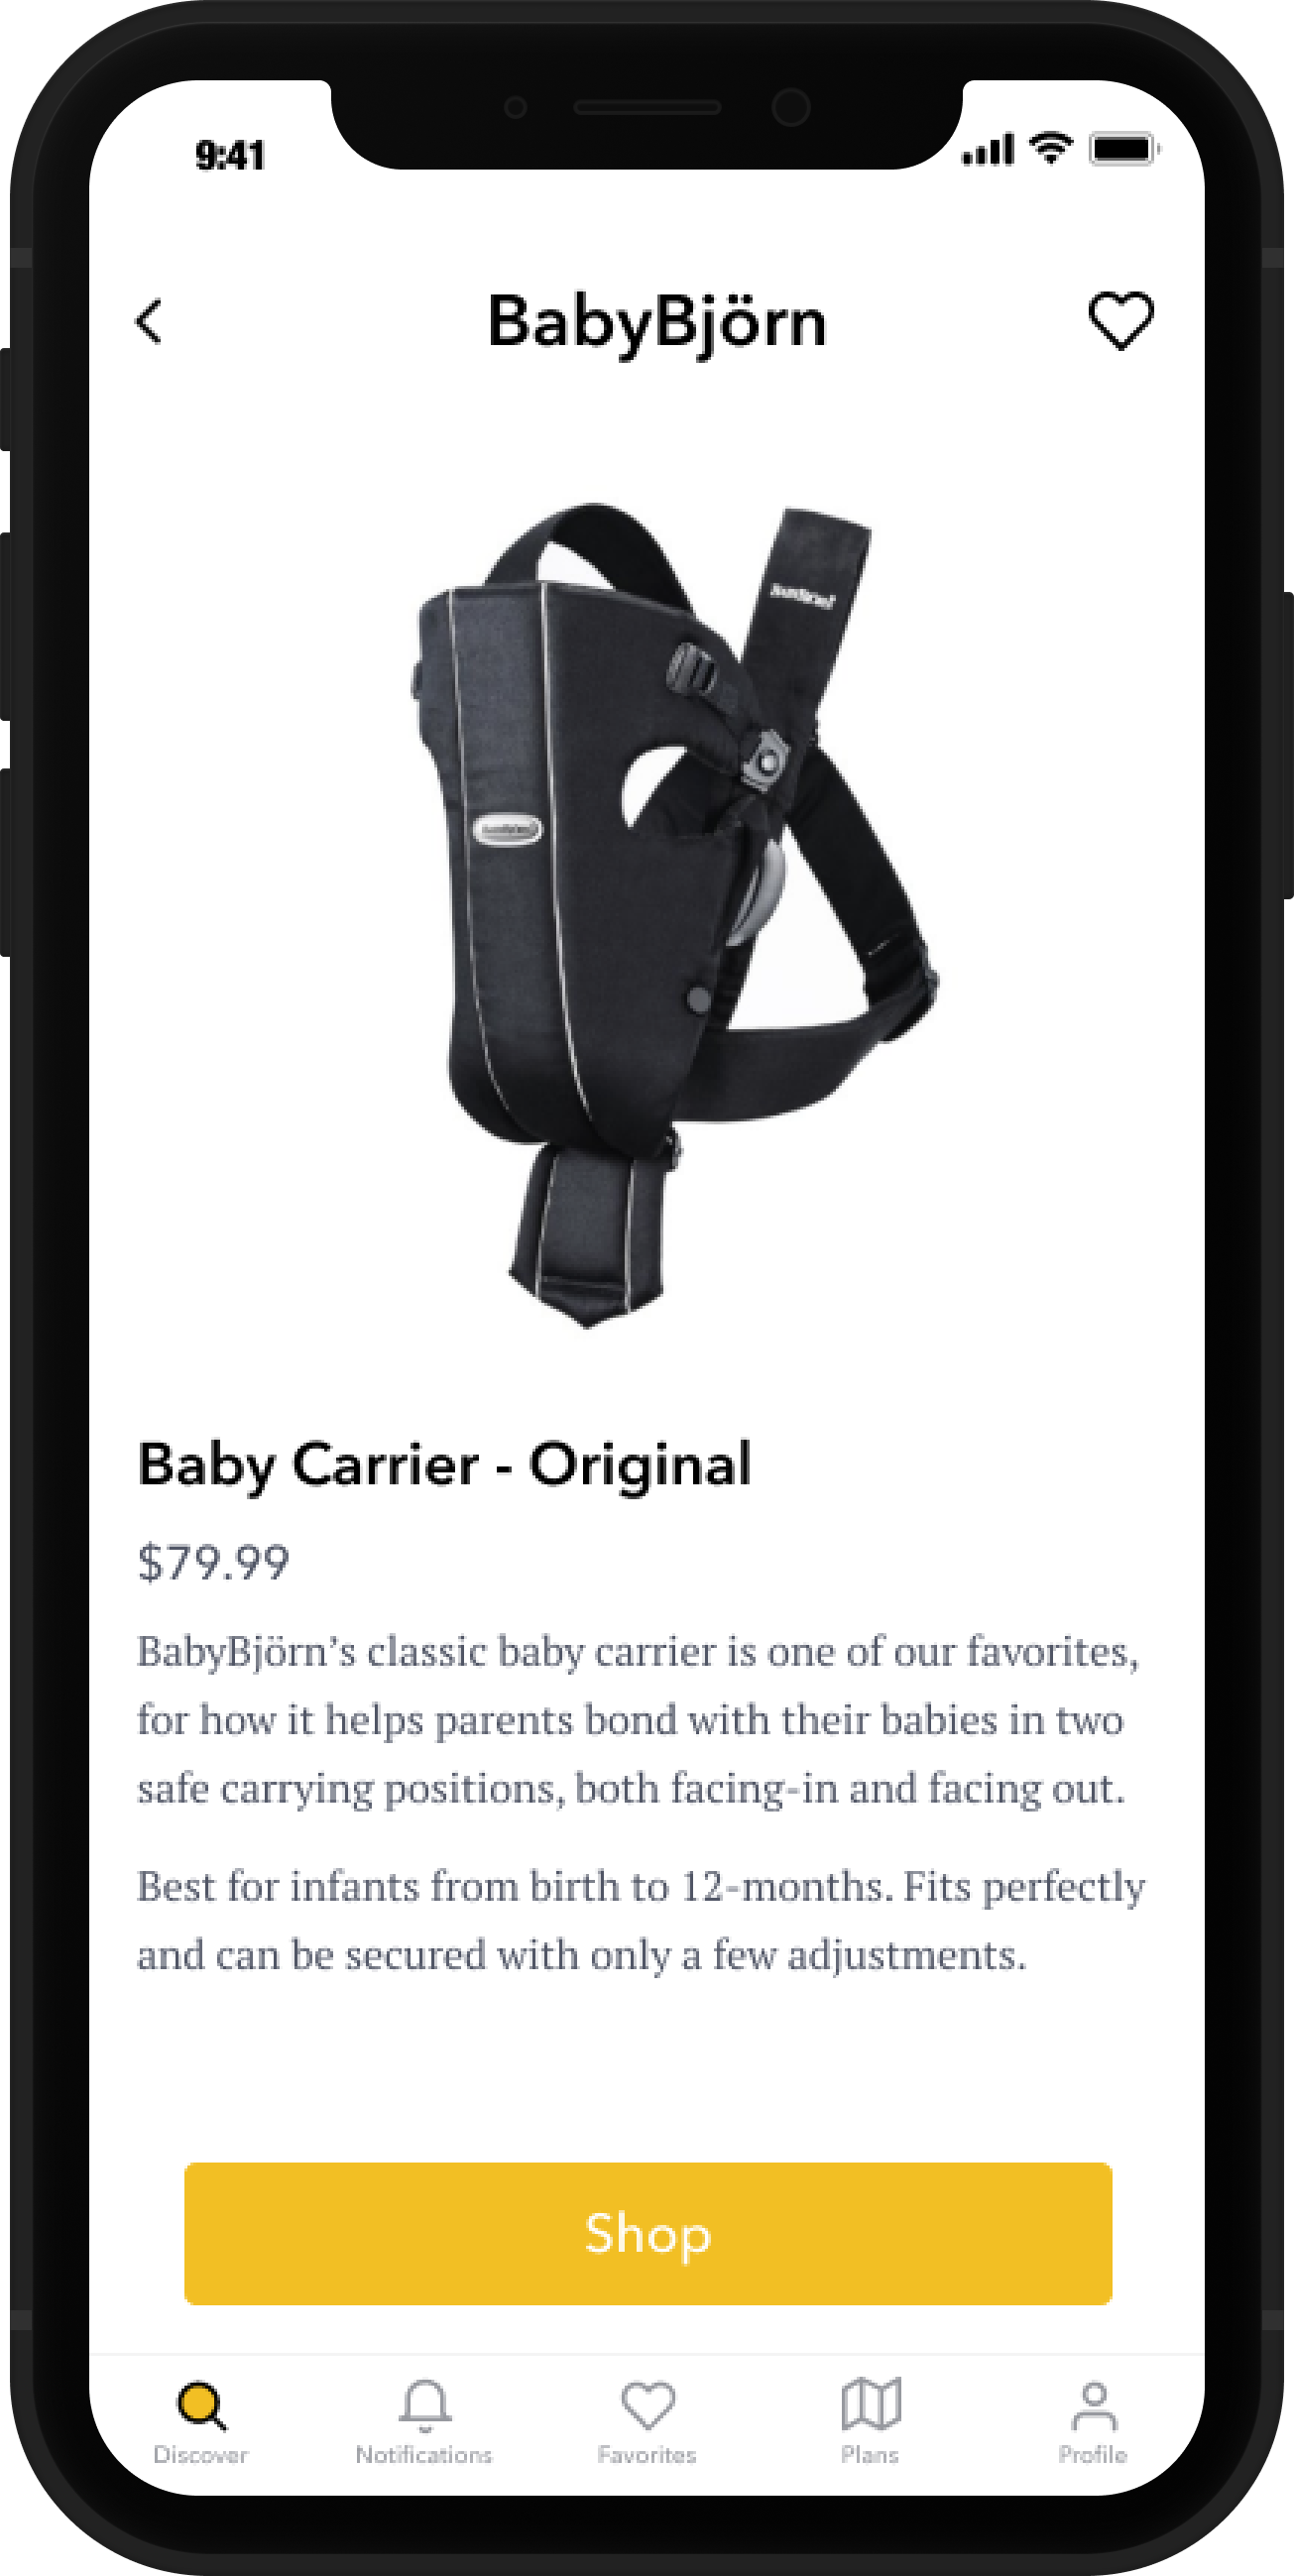 9:41
BabyBjörn
Baby Carrier - Original
$79.99
BabyBjörn’s classic baby carrier is one of our favorites,
for how it helps parents bond with their babies in two
safe carrying positions, both facing-in and facing out.
Best for infants from birth to 12-months. Fits perfectly
and can be secured with only a few adjustments.
Shop
Discover
Notifications
Favorites
Plans
Profile